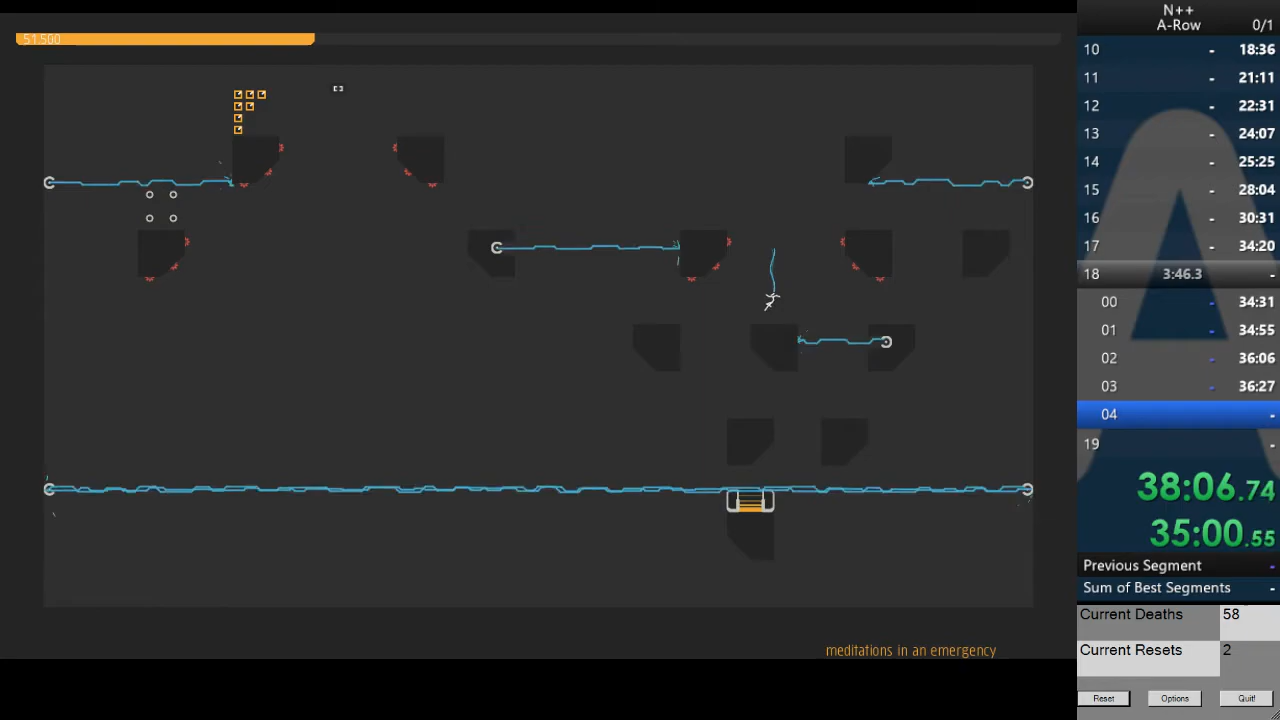 51.500
meditations in an emergency
N++
A-Row 0/1
10 - 18:36
11 - 21:11
12 - 22:31
13 - 24:07
14 - 25:25
15 - 28:04
16 - 30:31
17 - 34:20
18 3:46.3 -
00 - 34:31
01 - 34:55
02 - 36:06
03 - 36:27
04 -
19 -
38:06.74
35:00.55
Previous Segment -
Sum of Best Segments -
Current Deaths 58
Current Resets 2
Reset Options Quit!